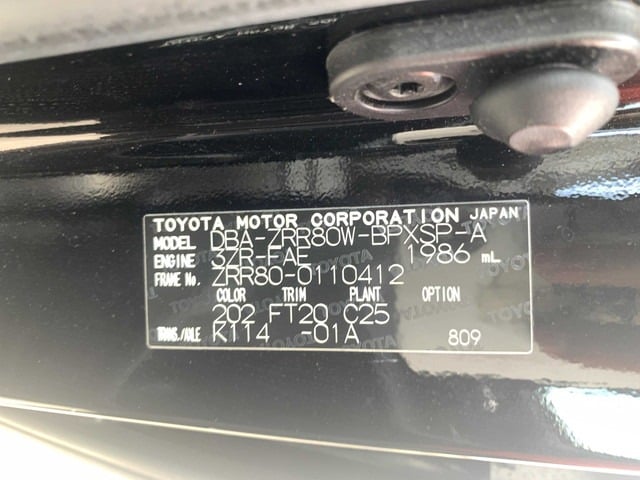 TOYOTA MOTOR CORPORATION JAPAN
MODEL DBA-ZRR80W-BPXSP-A
ENGINE 3ZR-FAE 1986 mL
FRAME No. ZRR80-0110412
COLOR TRIM PLANT OPTION
202 FT20 C25
TRANS./AXLE K114 -01A 809